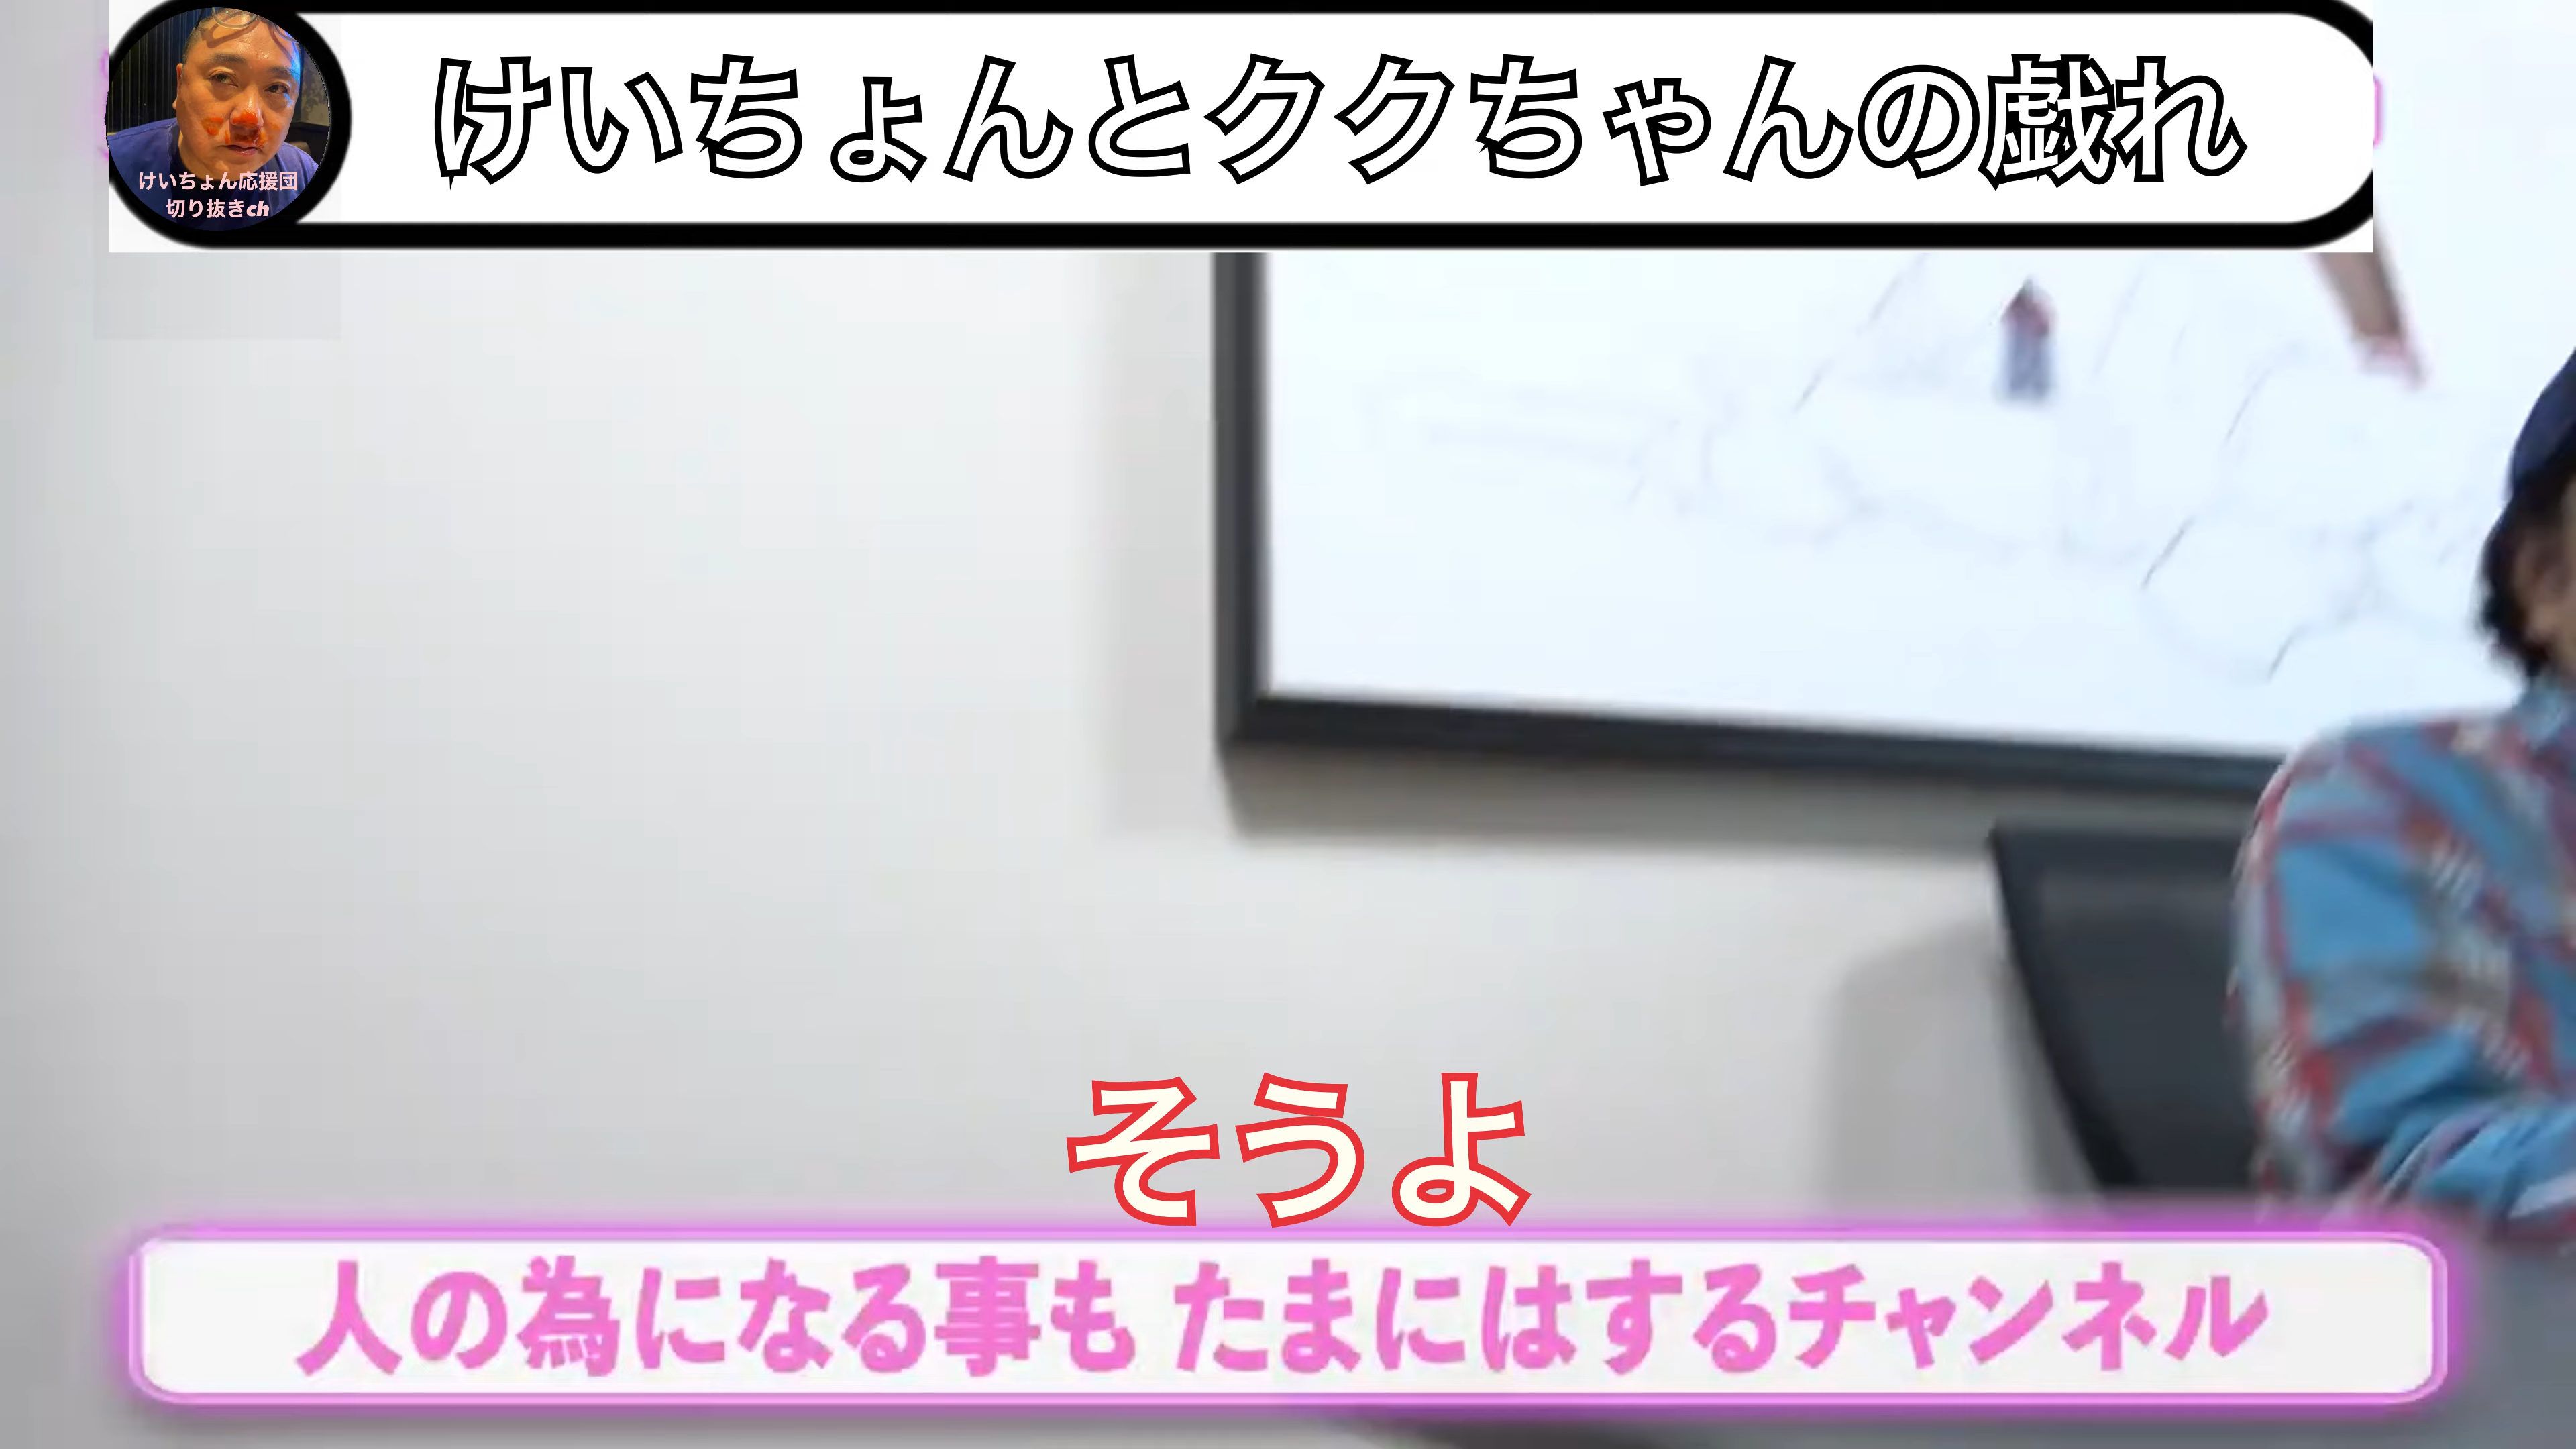 けいちょんとククちゃんの戯れ
けいちょん応援団
切り抜きch
そうよ
人の為になる事も たまにはするチャンネル